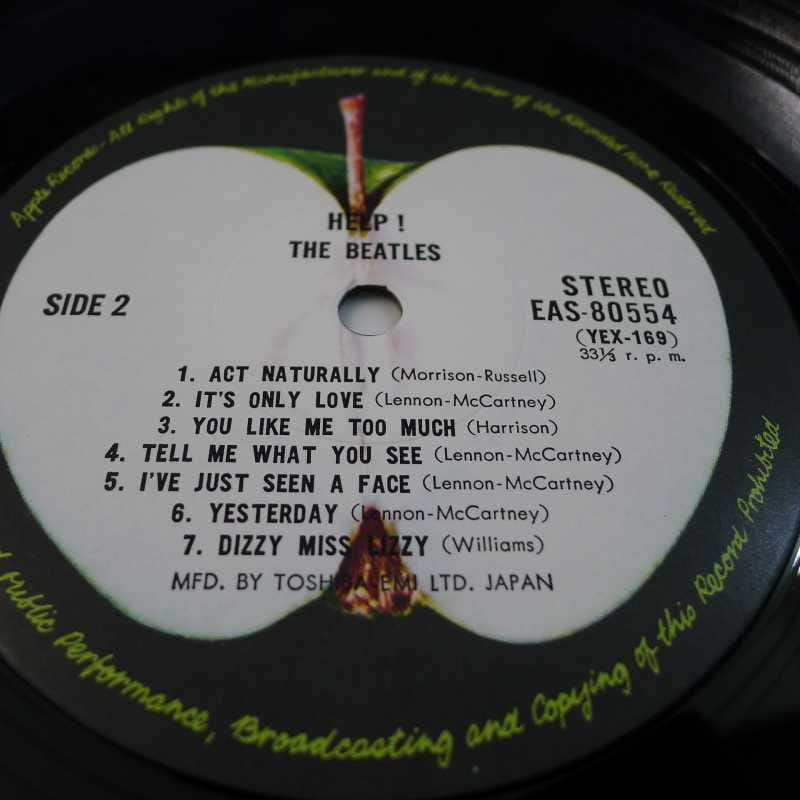 Apple Records - All Rights of the Manufacturer and of the Owner of the Recorded Work Reserved
HELP !
THE BEATLES
SIDE 2
STEREO
EAS-80554
(YEX-169)
33⅓ r. p. m.
1. ACT NATURALLY (Morrison-Russell)
2. IT'S ONLY LOVE (Lennon-McCartney)
3. YOU LIKE ME TOO MUCH (Harrison)
4. TELL ME WHAT YOU SEE (Lennon-McCartney)
5. I'VE JUST SEEN A FACE (Lennon-McCartney)
6. YESTERDAY (Lennon-McCartney)
7. DIZZY MISS LIZZY (Williams)
MFD. BY TOSHIBA-EMI LTD. JAPAN
Public Performance, Broadcasting and Copying of this Record Prohibited